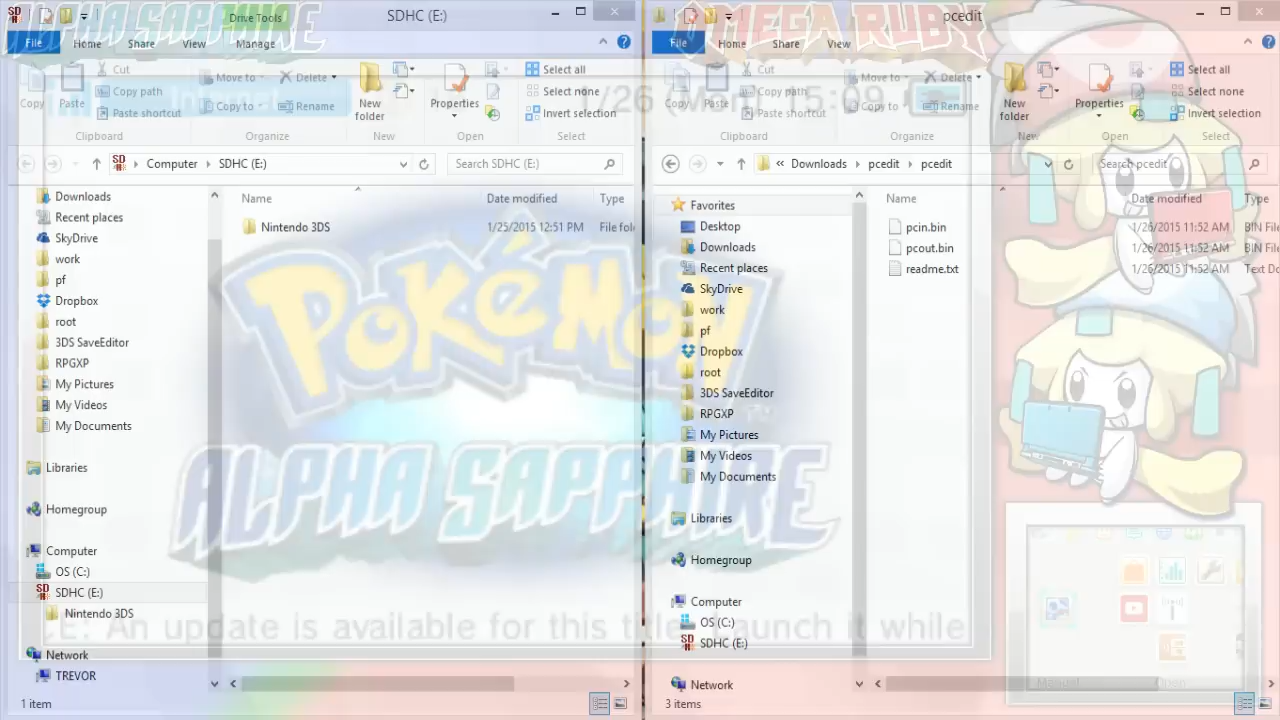 Drive Tools
SDHC (E:)
File
Home
Share
View
Manage
Copy
Paste
Cut
Copy path
Paste shortcut
Move to
Copy to
Delete
Rename
New
folder
Properties
Open
Select all
Select none
Invert selection
Clipboard
Organize
New
Open
Select
Computer
SDHC (E:)
Search SDHC (E:)
Name
Date modified
Type
Nintendo 3DS
1/25/2015 12:51 PM
File fol
Downloads
Recent places
SkyDrive
work
pf
Dropbox
root
3DS SaveEditor
RPGXP
My Pictures
My Videos
My Documents
Libraries
Homegroup
Computer
OS (C:)
SDHC (E:)
Nintendo 3DS
Network
TREVOR
1 item
pcedit
File
Home
Share
View
Copy
Paste
Cut
Copy path
Paste shortcut
Move to
Copy to
Delete
Rename
New
folder
Properties
Select all
Select none
Invert selection
Clipboard
Organize
New
Open
Select
« Downloads
pcedit
pcedit
Search pcedit
Name
Date modified
Type
pcin.bin
1/26/2015 11:52 AM
BIN File
pcout.bin
1/26/2015 11:52 AM
BIN File
readme.txt
1/26/2015 11:52 AM
Text Do
Favorites
Desktop
Downloads
Recent places
SkyDrive
work
pf
Dropbox
root
3DS SaveEditor
RPGXP
My Pictures
My Videos
My Documents
Libraries
Homegroup
Computer
OS (C:)
SDHC (E:)
Network
3 items
ALPHA SAPPHIRE
OMEGA RUBY
15:09
POKéMON
ALPHA SAPPHIRE
An update is available for this title. Launch it while
Manual
Open